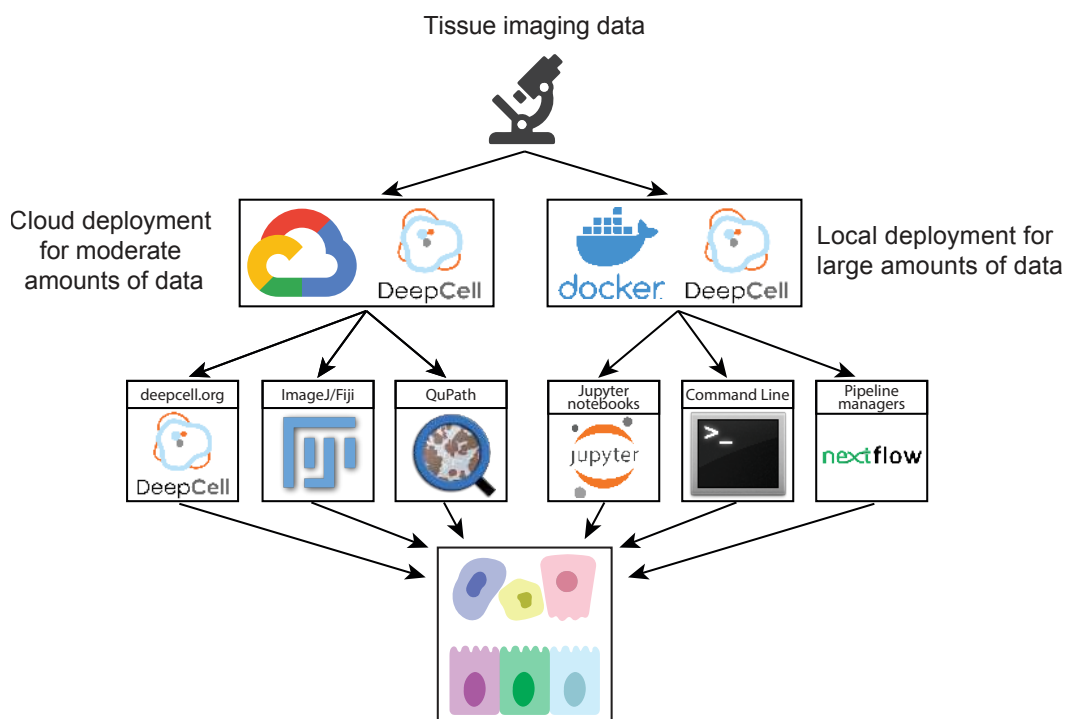 Tissue imaging data
Cloud deployment
for moderate
amounts of data
DeepCell
docker
DeepCell
Local deployment for
large amounts of data
deepcell.org
DeepCell
ImageJ/Fiji
QuPath
Jupyter
notebooks
jupyter
Command Line
>_
Pipeline
managers
nextflow